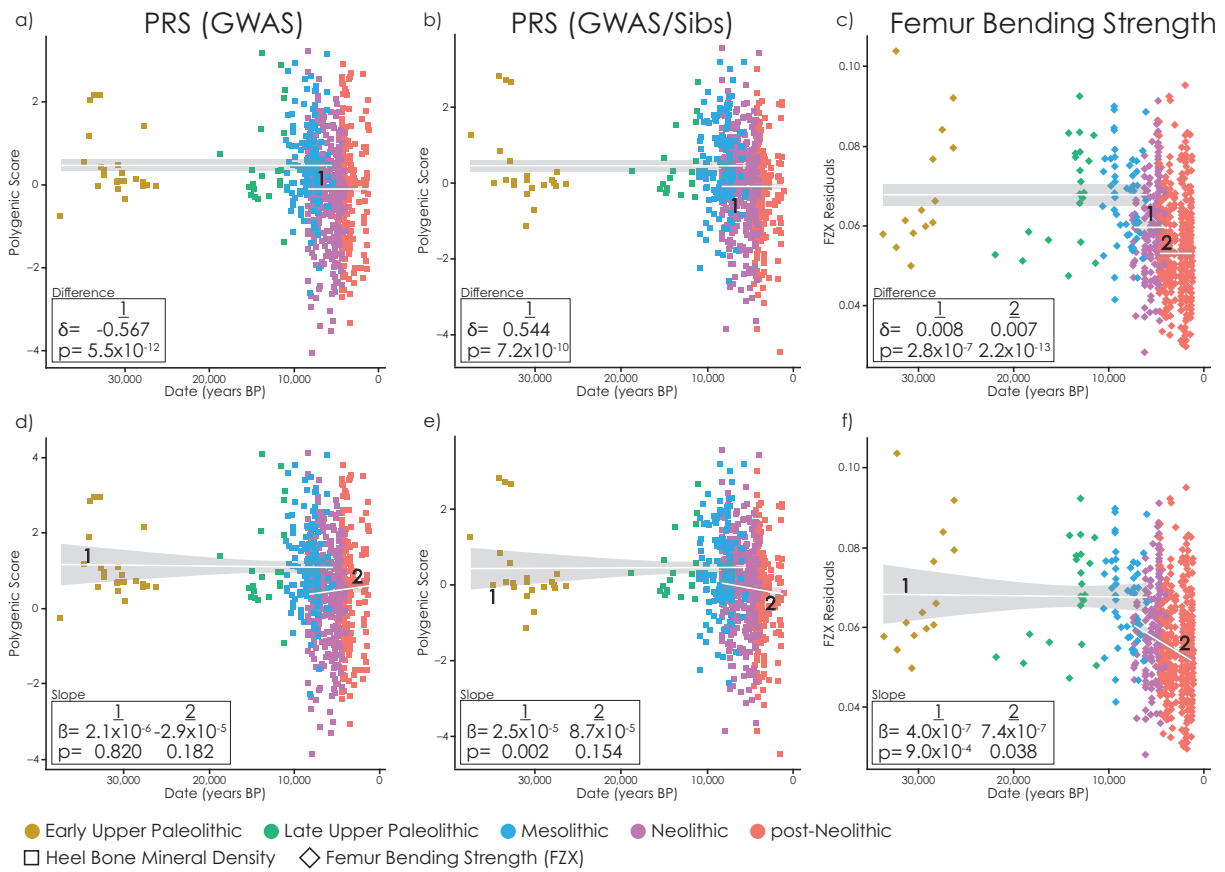 a) PRS (GWAS)
b) PRS (GWAS/Sibs)
c) Femur Bending Strength
Polygenic Score
2
0
−2
−4
1
Difference
1
δ= -0.567
p= 5.5x10⁻¹²
30,000 20,000 10,000 0
Date (years BP)
Polygenic Score
2
0
−2
−4
1
Difference
1
δ= 0.544
p= 7.2x10⁻¹⁰
30,000 20,000 10,000 0
Date (years BP)
FZX Residuals
0.10
0.08
0.06
0.04
1
2
Difference
1 2
δ= 0.008 0.007
p= 2.8x10⁻⁷ 2.2x10⁻¹³
30,000 20,000 10,000 0
Date (years BP)
d)
Polygenic Score
4
2
0
−2
−4
1
2
Slope
1 2
ß= 2.1x10⁻⁶ -2.9x10⁻⁵
p= 0.820 0.182
30,000 20,000 10,000 0
Date (years BP)
e)
Polygenic Score
2
0
−2
−4
1
2
Slope
1 2
ß= 2.5x10⁻⁵ 8.7x10⁻⁵
p= 0.002 0.154
30,000 20,000 10,000 0
Date (years BP)
f)
FZX Residuals
0.10
0.08
0.06
0.04
1
2
Slope
1 2
ß= 4.0x10⁻⁷ 7.4x10⁻⁷
p= 9.0x10⁻⁴ 0.038
30,000 20,000 10,000 0
Date (years BP)
Early Upper Paleolithic Late Upper Paleolithic Mesolithic Neolithic post-Neolithic
Heel Bone Mineral Density Femur Bending Strength (FZX)